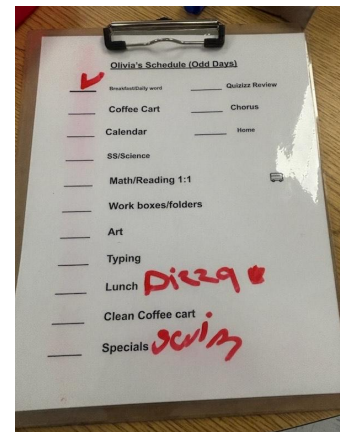 Olivia's Schedule (Odd Days)
Breakfast/Daily word
Quizizz Review
Coffee Cart
Chorus
Calendar
Home
SS/Science
Math/Reading 1:1
Work boxes/folders
Art
Typing
Lunch Pizza
Clean Coffee cart
Specials